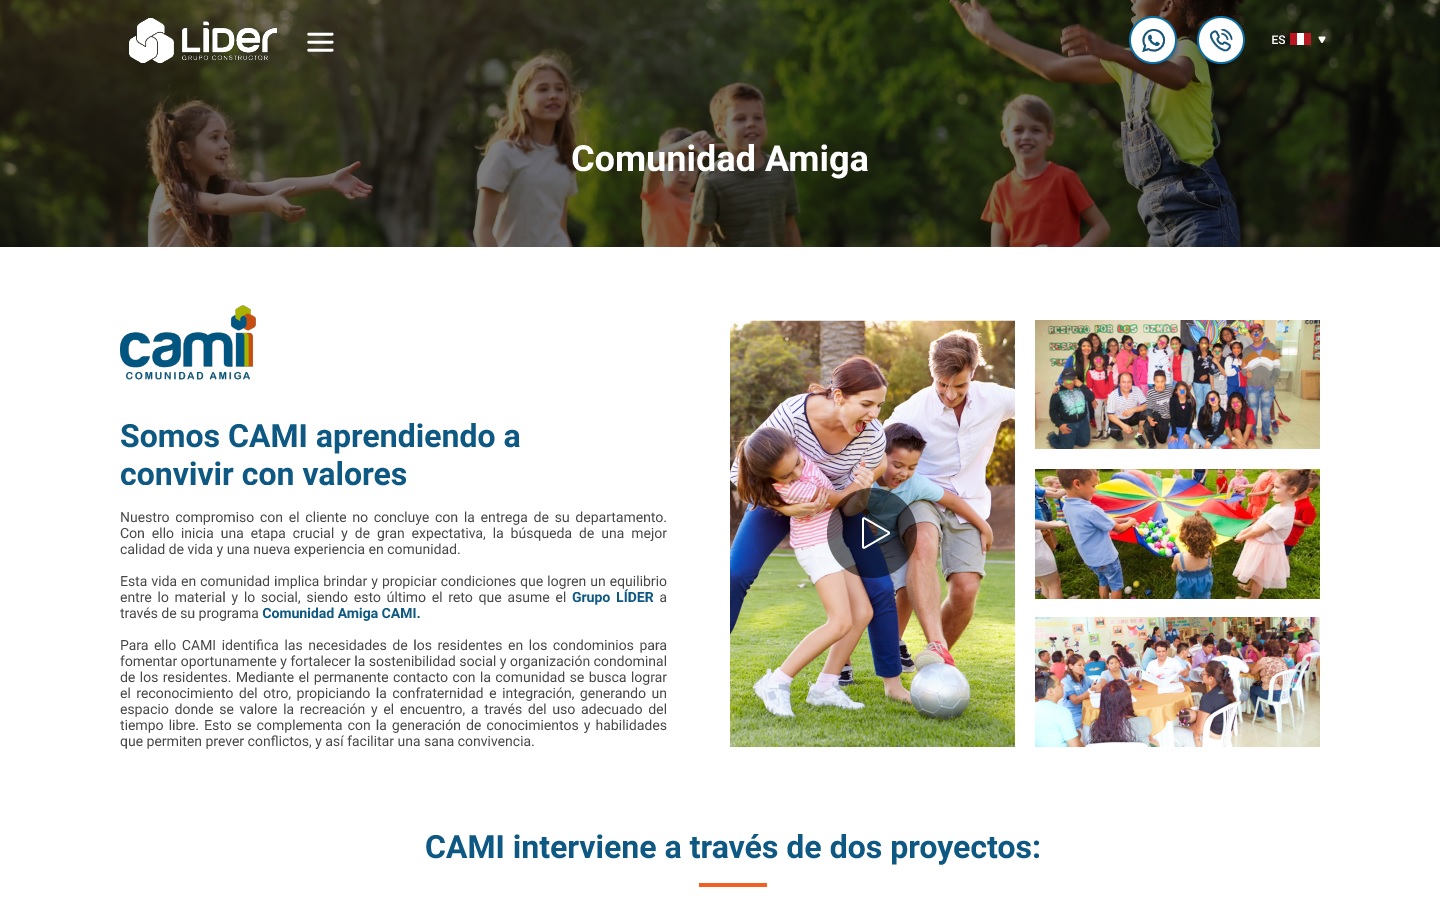 LíDER
GRUPO CONSTRUCTOR
ES
Comunidad Amiga
cami
COMUNIDAD AMIGA
Somos CAMI aprendiendo a
convivir con valores
Nuestro compromiso con el cliente no concluye con la entrega de su departamento.
Con ello inicia una etapa crucial y de gran expectativa, la búsqueda de una mejor
calidad de vida y una nueva experiencia en comunidad.
Esta vida en comunidad implica brindar y propiciar condiciones que logren un equilibrio
entre lo material y lo social, siendo esto último el reto que asume el Grupo LÍDER a
través de su programa Comunidad Amiga CAMI.
Para ello CAMI identifica las necesidades de los residentes en los condominios para
fomentar oportunamente y fortalecer la sostenibilidad social y organización condominal
de los residentes. Mediante el permanente contacto con la comunidad se busca lograr
el reconocimiento del otro, propiciando la confraternidad e integración, generando un
espacio donde se valore la recreación y el encuentro, a través del uso adecuado del
tiempo libre. Esto se complementa con la generación de conocimientos y habilidades
que permiten prever conflictos, y así facilitar una sana convivencia.
POR LOS
CAMI interviene a través de dos proyectos: